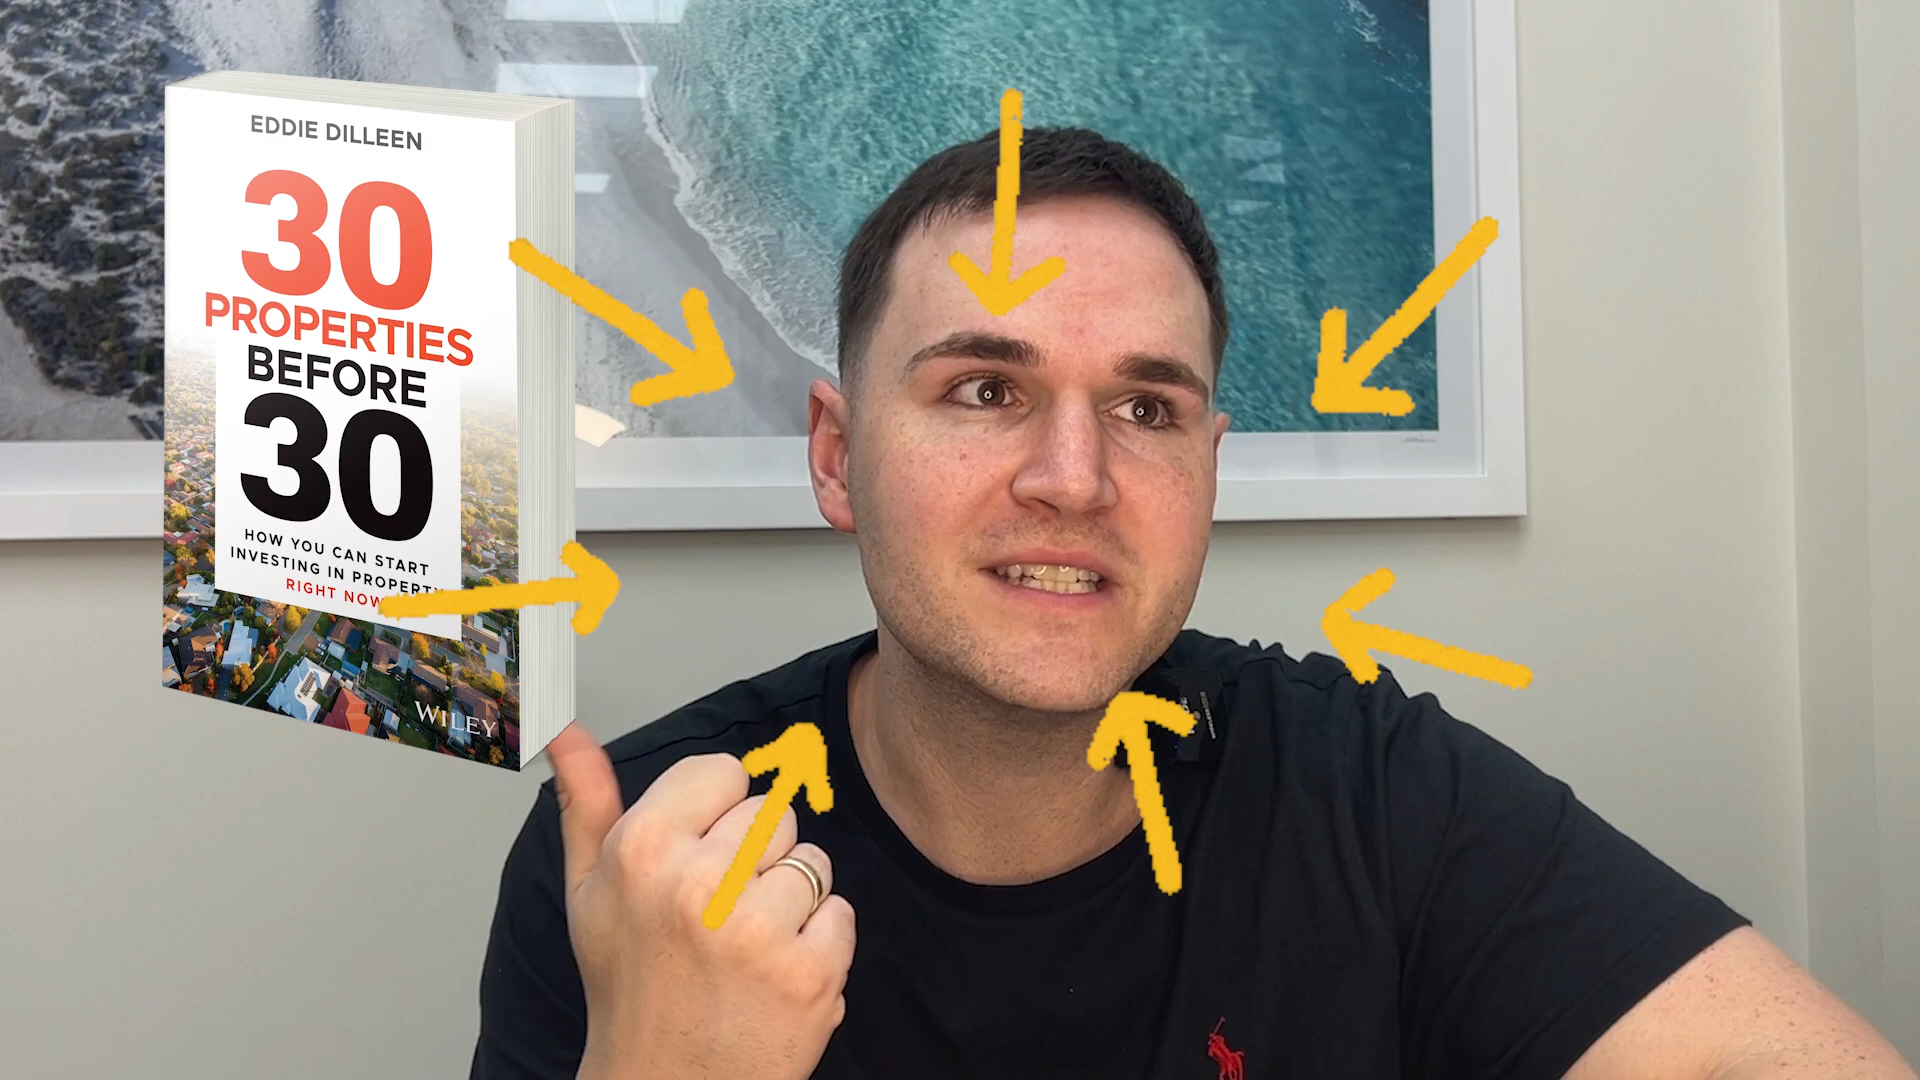 EDDIE DILLEEN
30
PROPERTIES
BEFORE
30
HOW YOU CAN START
INVESTING IN PROPERTY
RIGHT NOW
WILEY